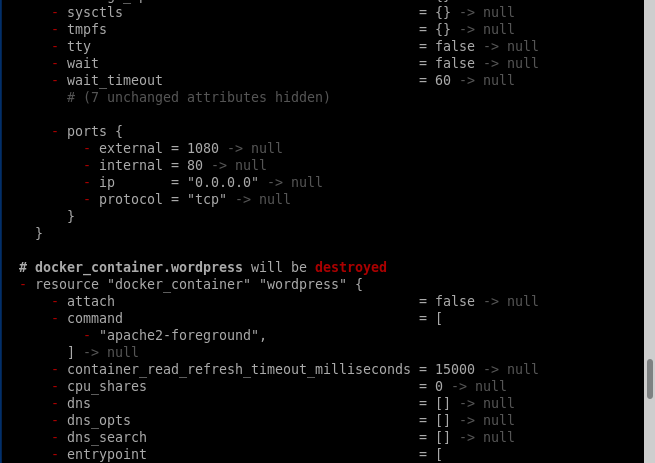 - sysctls = {} -> null
- tmpfs = {} -> null
- tty = false -> null
- wait = false -> null
- wait_timeout = 60 -> null
# (7 unchanged attributes hidden)
- ports {
- external = 1080 -> null
- internal = 80 -> null
- ip = "0.0.0.0" -> null
- protocol = "tcp" -> null
}
}
# docker_container.wordpress will be destroyed
- resource "docker_container" "wordpress" {
- attach = false -> null
- command = [
- "apache2-foreground",
] -> null
- container_read_refresh_timeout_milliseconds = 15000 -> null
- cpu_shares = 0 -> null
- dns = [] -> null
- dns_opts = [] -> null
- dns_search = [] -> null
- entrypoint = [